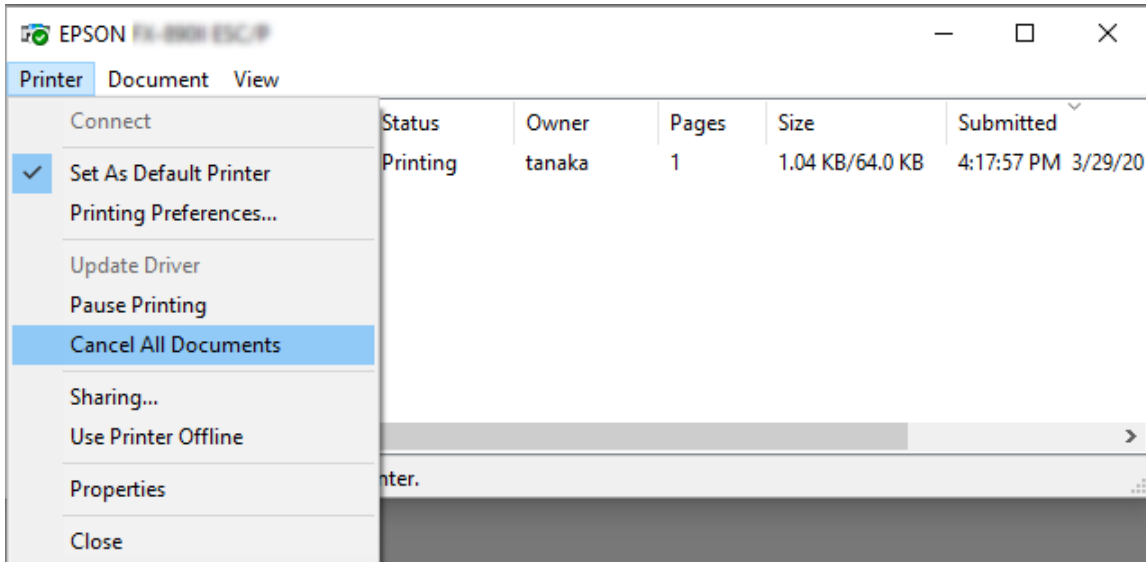 EPSON
Printer Document View
Connect
Status Owner Pages Size Submitted
Set As Default Printer
Printing tanaka 1 1.04 KB/64.0 KB 4:17:57 PM 3/29/20
Printing Preferences...
Update Driver
Pause Printing
Cancel All Documents
Sharing...
Use Printer Offline
Properties
nter.
Close